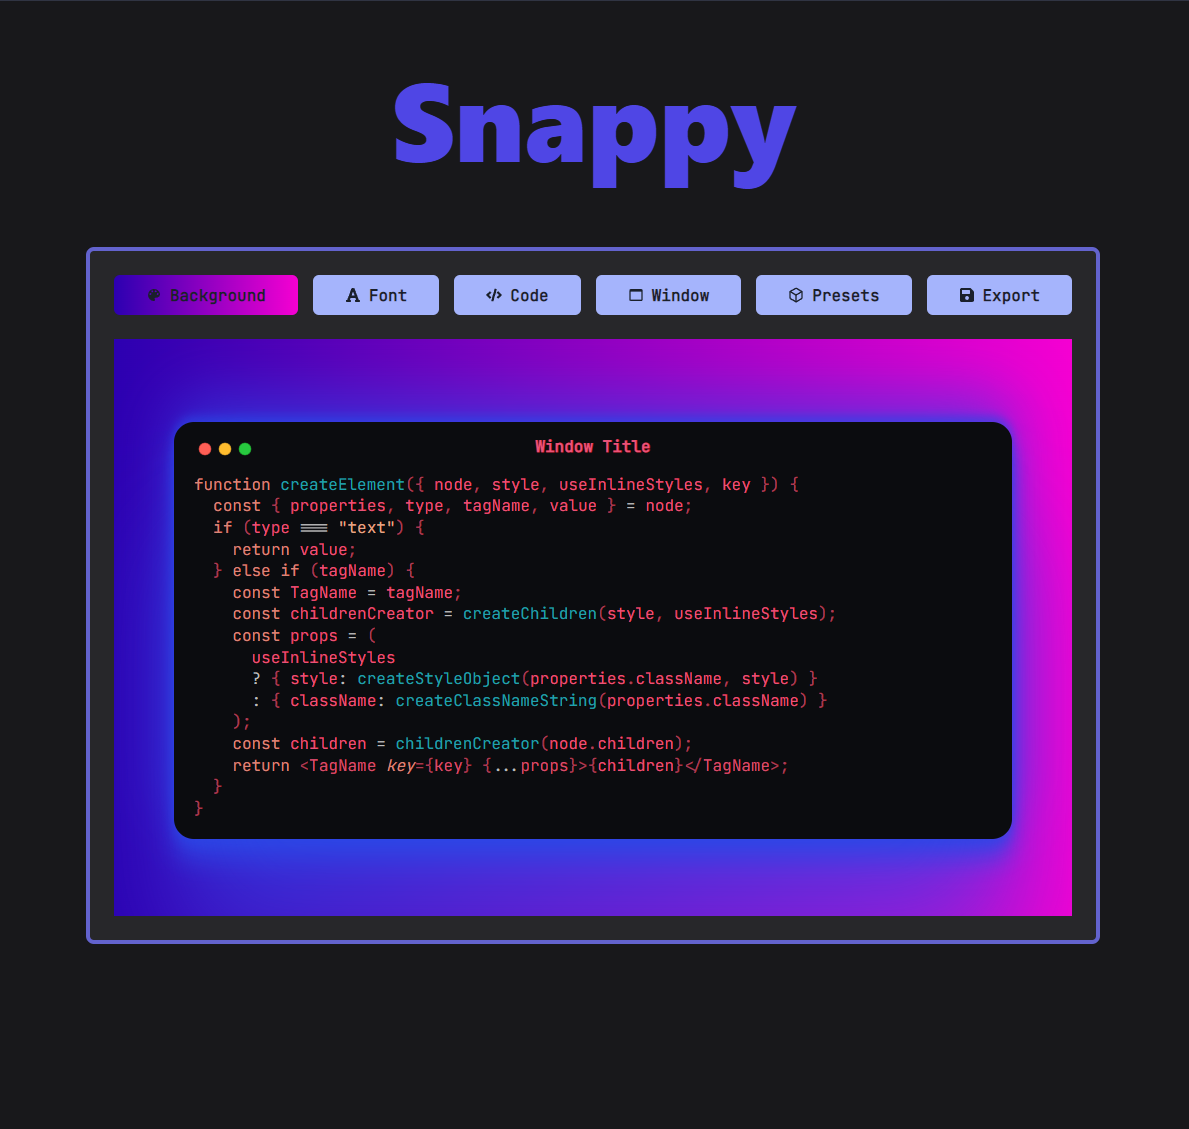 Snappy
Background Font Code Window Presets Export
Window Title
function createElement({ node, style, useInlineStyles, key }) {
  const { properties, type, tagName, value } = node;
  if (type === "text") {
    return value;
  } else if (tagName) {
    const TagName = tagName;
    const childrenCreator = createChildren(style, useInlineStyles);
    const props = (
      useInlineStyles
      ? { style: createStyleObject(properties.className, style) }
      : { className: createClassNameString(properties.className) }
    );
    const children = childrenCreator(node.children);
    return <TagName key={key} {...props}>{children}</TagName>;
  }
}